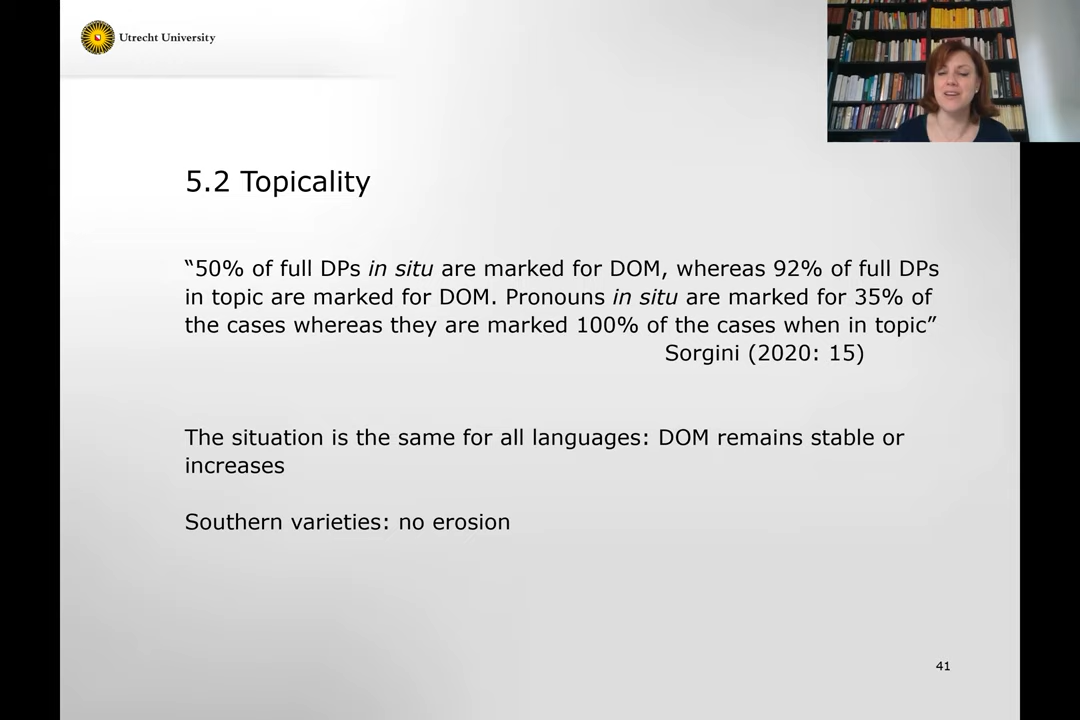 Utrecht University
5.2 Topicality
“50% of full DPs in situ are marked for DOM, whereas 92% of full DPs
in topic are marked for DOM. Pronouns in situ are marked for 35% of
the cases whereas they are marked 100% of the cases when in topic”
Sorgini (2020: 15)
The situation is the same for all languages: DOM remains stable or
increases
Southern varieties: no erosion
41